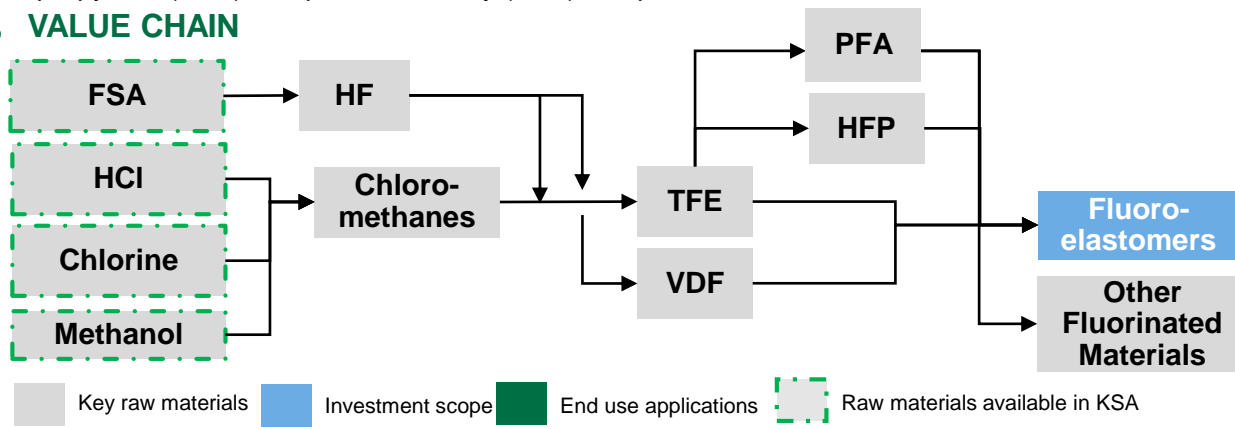 VALUE CHAIN
FSA
HF
HCl
Chlorine
Methanol
Chloro-
methanes
PFA
HFP
TFE
VDF
Fluoro-
elastomers
Other
Fluorinated
Materials
Key raw materials
Investment scope
End use applications
Raw materials available in KSA